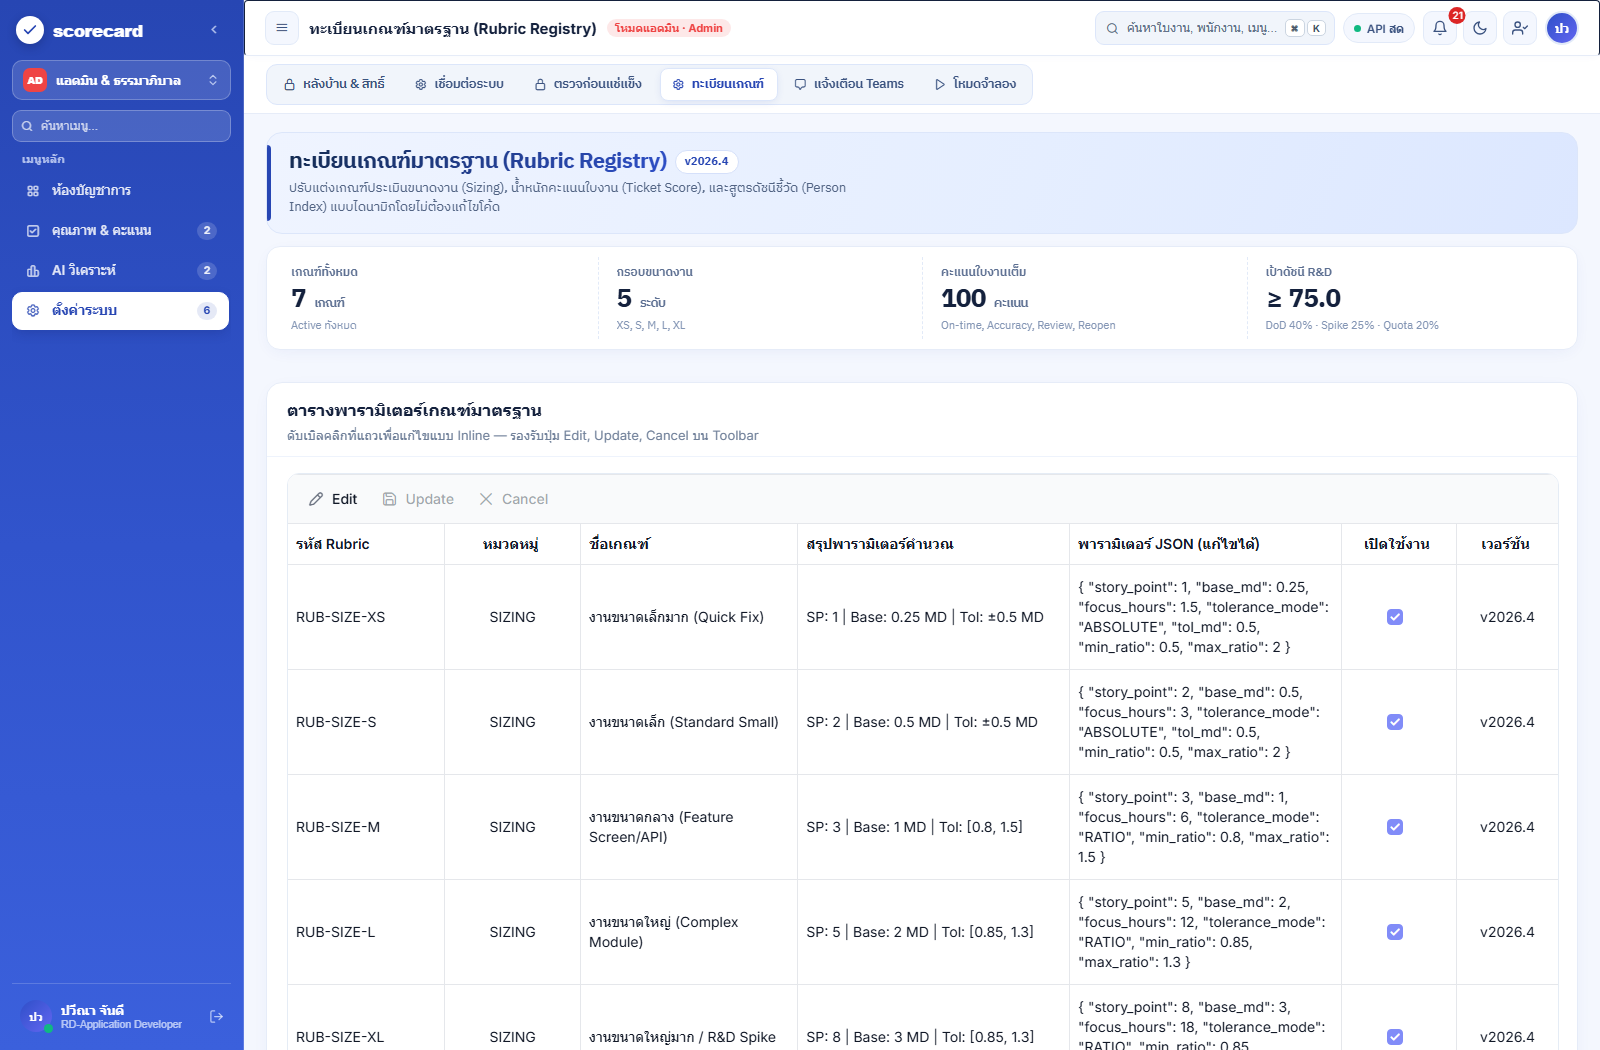 scorecard
AD แอดมิน & ธรรมาภิบาล
ค้นหาเมนู...
เมนูหลัก
ห้องบัญชาการ
คุณภาพ & คะแนน 2
AI วิเคราะห์ 2
ตั้งค่าระบบ 6
ปว ปวีณา จันดี
RD-Application Developer
ทะเบียนเกณฑ์มาตรฐาน (Rubric Registry) โหมดแอดมิน · Admin
ค้นหาใบงาน, พนักงาน, เมนู... ⌘ K
API สด
21
ปว
หลังบ้าน & สิทธิ์ เชื่อมต่อระบบ ตรวจก่อนแช่แข็ง ทะเบียนเกณฑ์ แจ้งเตือน Teams โหมดจำลอง
ทะเบียนเกณฑ์มาตรฐาน (Rubric Registry) v2026.4
ปรับแต่งเกณฑ์ประเมินขนาดงาน (Sizing), น้ำหนักคะแนนใบงาน (Ticket Score), และสูตรดัชนีชี้วัด (Person
Index) แบบไดนามิกโดยไม่ต้องแก้ไขโค้ด
เกณฑ์ทั้งหมด
7 เกณฑ์
Active ทั้งหมด
กรอบขนาดงาน
5 ระดับ
XS, S, M, L, XL
คะแนนใบงานเต็ม
100 คะแนน
On-time, Accuracy, Review, Reopen
เป้าดัชนี R&D
≥ 75.0
DoD 40% · Spike 25% · Quota 20%
ตารางพารามิเตอร์เกณฑ์มาตรฐาน
ดับเบิลคลิกที่แถวเพื่อแก้ไขแบบ Inline — รองรับปุ่ม Edit, Update, Cancel บน Toolbar
Edit Update Cancel
รหัส Rubric หมวดหมู่ ชื่อเกณฑ์ สรุปพารามิเตอร์คำนวณ พารามิเตอร์ JSON (แก้ไขได้) เปิดใช้งาน เวอร์ชัน
RUB-SIZE-XS SIZING งานขนาดเล็กมาก (Quick Fix) SP: 1 | Base: 0.25 MD | Tol: ±0.5 MD
{ "story_point": 1, "base_md": 0.25,
"focus_hours": 1.5, "tolerance_mode":
"ABSOLUTE", "tol_md": 0.5,
"min_ratio": 0.5, "max_ratio": 2 }
v2026.4
RUB-SIZE-S SIZING งานขนาดเล็ก (Standard Small) SP: 2 | Base: 0.5 MD | Tol: ±0.5 MD
{ "story_point": 2, "base_md": 0.5,
"focus_hours": 3, "tolerance_mode":
"ABSOLUTE", "tol_md": 0.5,
"min_ratio": 0.5, "max_ratio": 2 }
v2026.4
RUB-SIZE-M SIZING
งานขนาดกลาง (Feature
Screen/API)
SP: 3 | Base: 1 MD | Tol: [0.8, 1.5]
{ "story_point": 3, "base_md": 1,
"focus_hours": 6, "tolerance_mode":
"RATIO", "min_ratio": 0.8, "max_ratio":
1.5 }
v2026.4
RUB-SIZE-L SIZING
งานขนาดใหญ่ (Complex
Module)
SP: 5 | Base: 2 MD | Tol: [0.85, 1.3]
{ "story_point": 5, "base_md": 2,
"focus_hours": 12, "tolerance_mode":
"RATIO", "min_ratio": 0.85,
"max_ratio": 1.3 }
v2026.4
RUB-SIZE-XL SIZING งานขนาดใหญ่มาก / R&D Spike SP: 8 | Base: 3 MD | Tol: [0.85, 1.3]
{ "story_point": 8, "base_md": 3,
"focus_hours": 18, "tolerance_mode":
"RATIO", "min_ratio": 0.85,
v2026.4